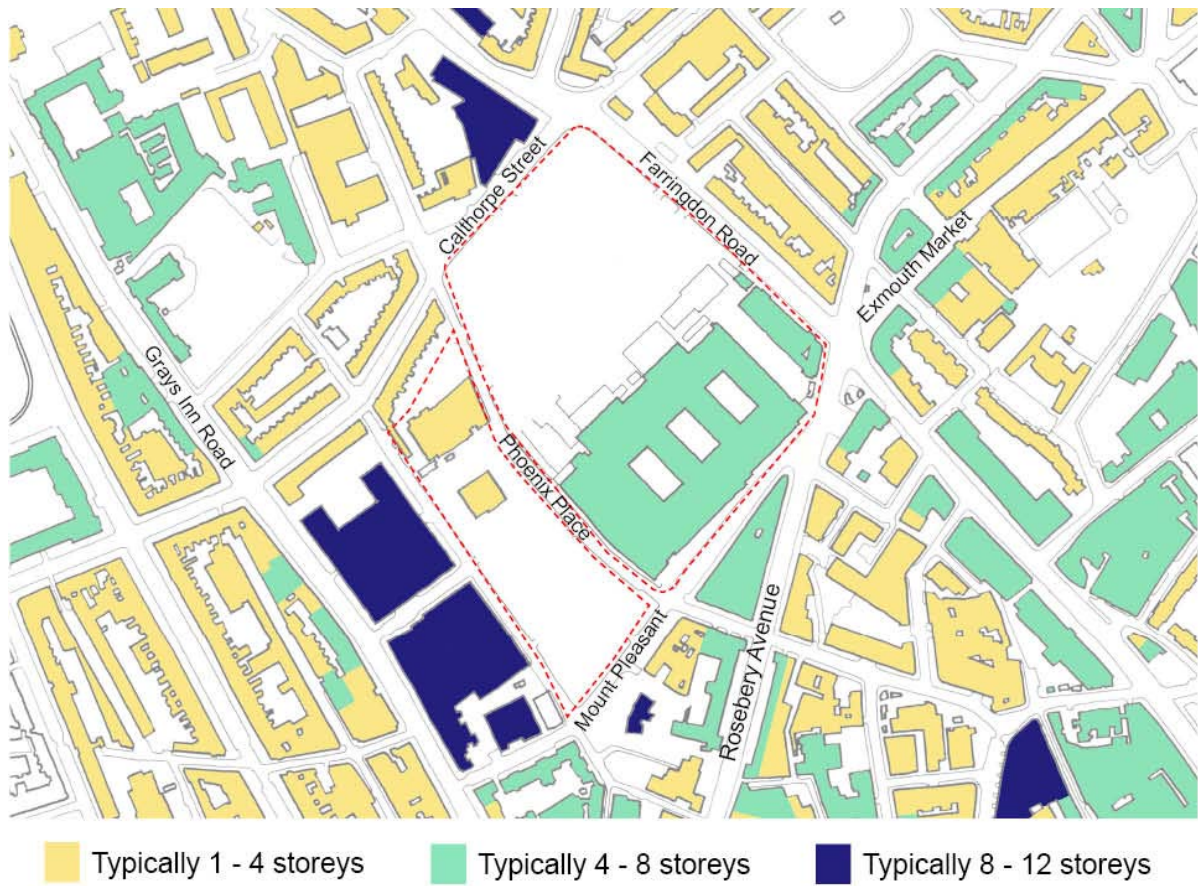 Calthorpe Street
Farringdon Road
Exmouth Market
Grays Inn Road
Phoenix Place
Mount Pleasant
Rosebery Avenue
Typically 1 - 4 storeys
Typically 4 - 8 storeys
Typically 8 - 12 storeys